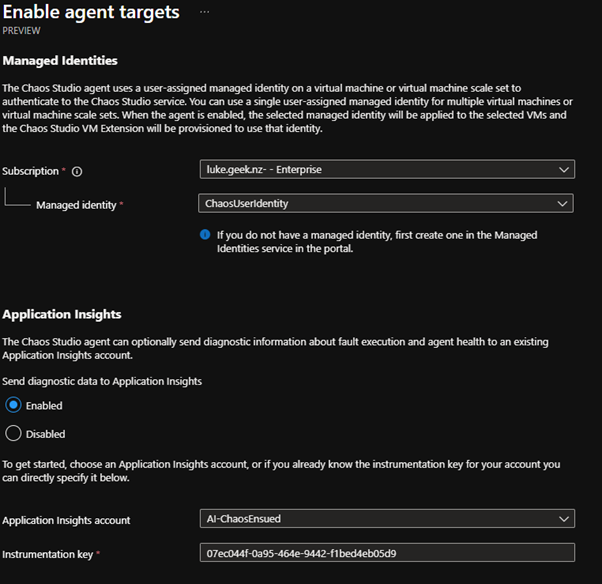 Enable agent targets ...
PREVIEW
Managed Identities
The Chaos Studio agent uses a user-assigned managed identity on a virtual machine or virtual machine scale set to
authenticate to the Chaos Studio service. You can use a single user-assigned managed identity for multiple virtual machines or
virtual machine scale sets. When the agent is enabled, the selected managed identity will be applied to the selected VMs and
the Chaos Studio VM Extension will be provisioned to use that identity.
Subscription * luke.geek.nz- - Enterprise
Managed identity * ChaosUserIdentity
If you do not have a managed identity, first create one in the Managed
Identities service in the portal.
Application Insights
The Chaos Studio agent can optionally send diagnostic information about fault execution and agent health to an existing
Application Insights account.
Send diagnostic data to Application Insights
Enabled
Disabled
To get started, choose an Application Insights account, or if you already know the instrumentation key for your account you
can directly specify it below.
Application Insights account AI-ChaosEnsued
Instrumentation key * 07ec044f-0a95-464e-9442-f1bed4eb05d9